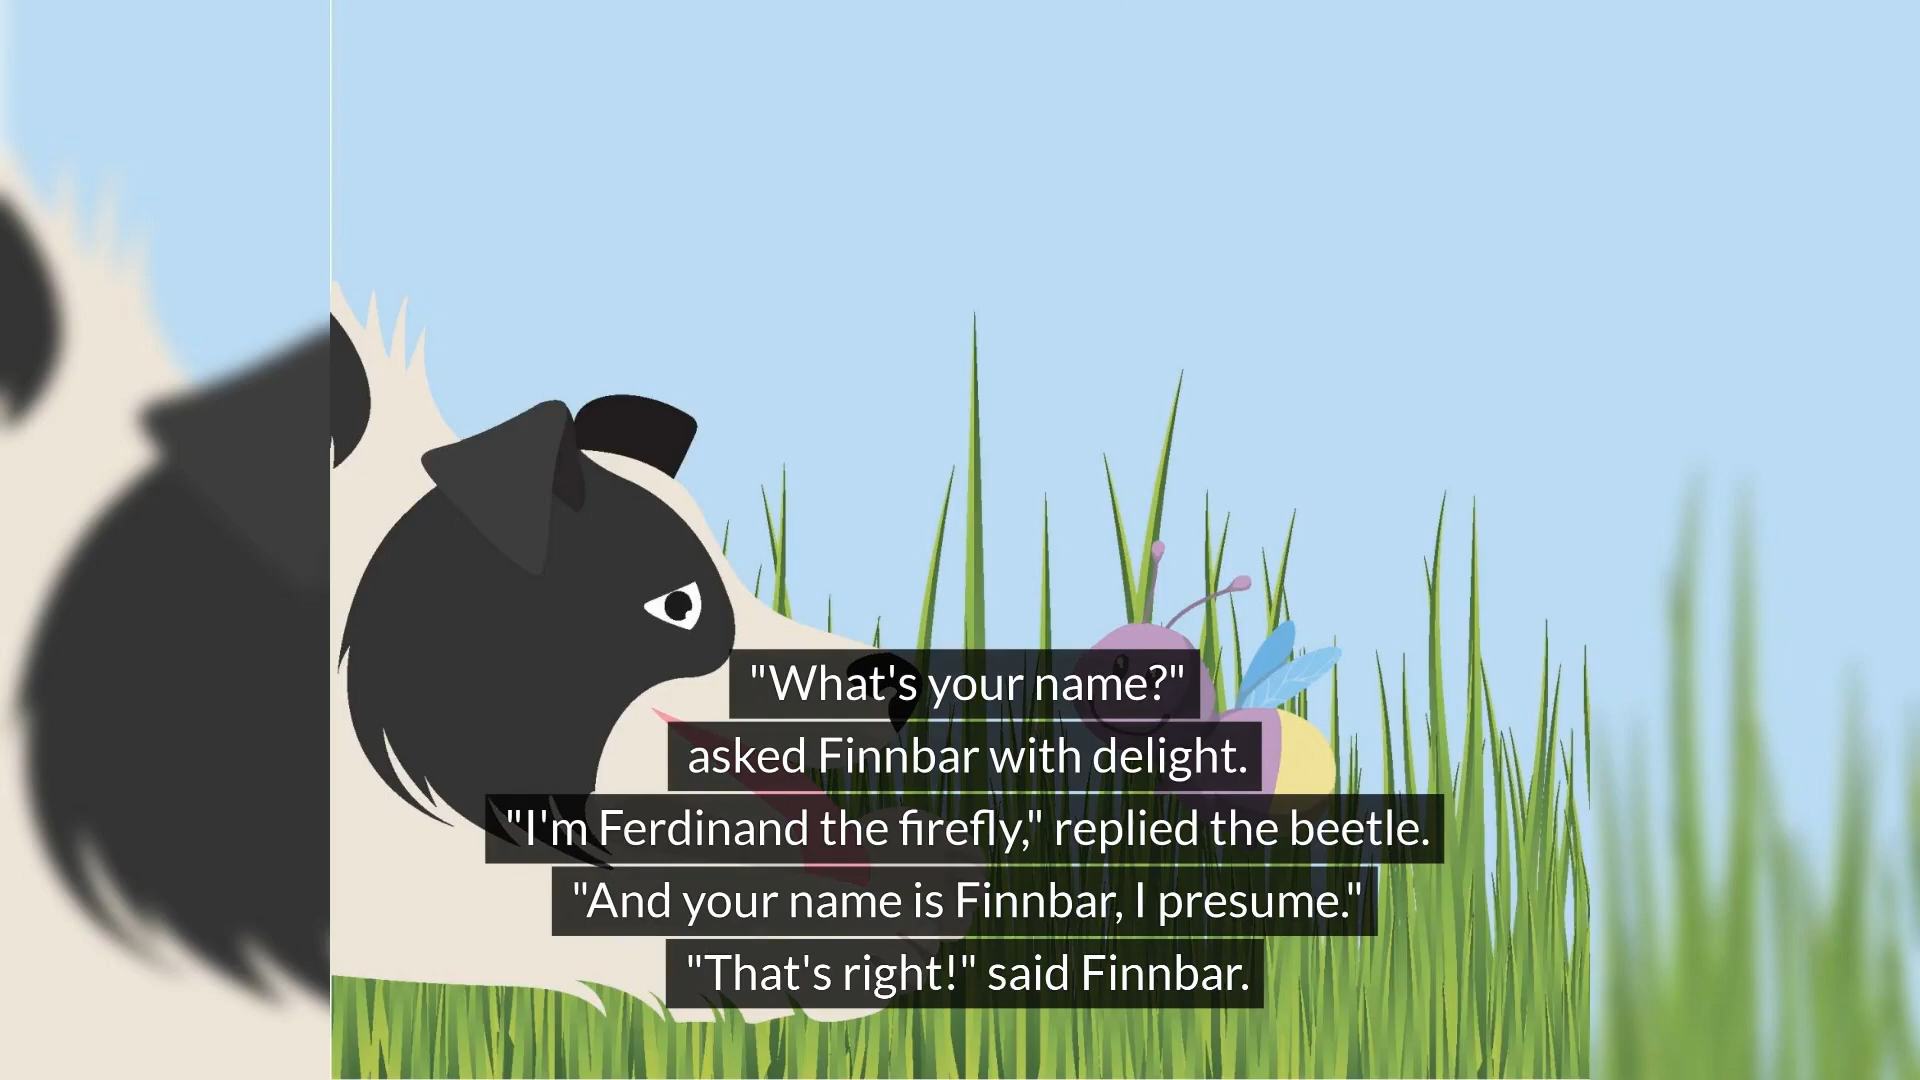 "What's your name?"
asked Finnbar with delight.
"I'm Ferdinand the firefly," replied the beetle.
"And your name is Finnbar, I presume."
"That's right!" said Finnbar.